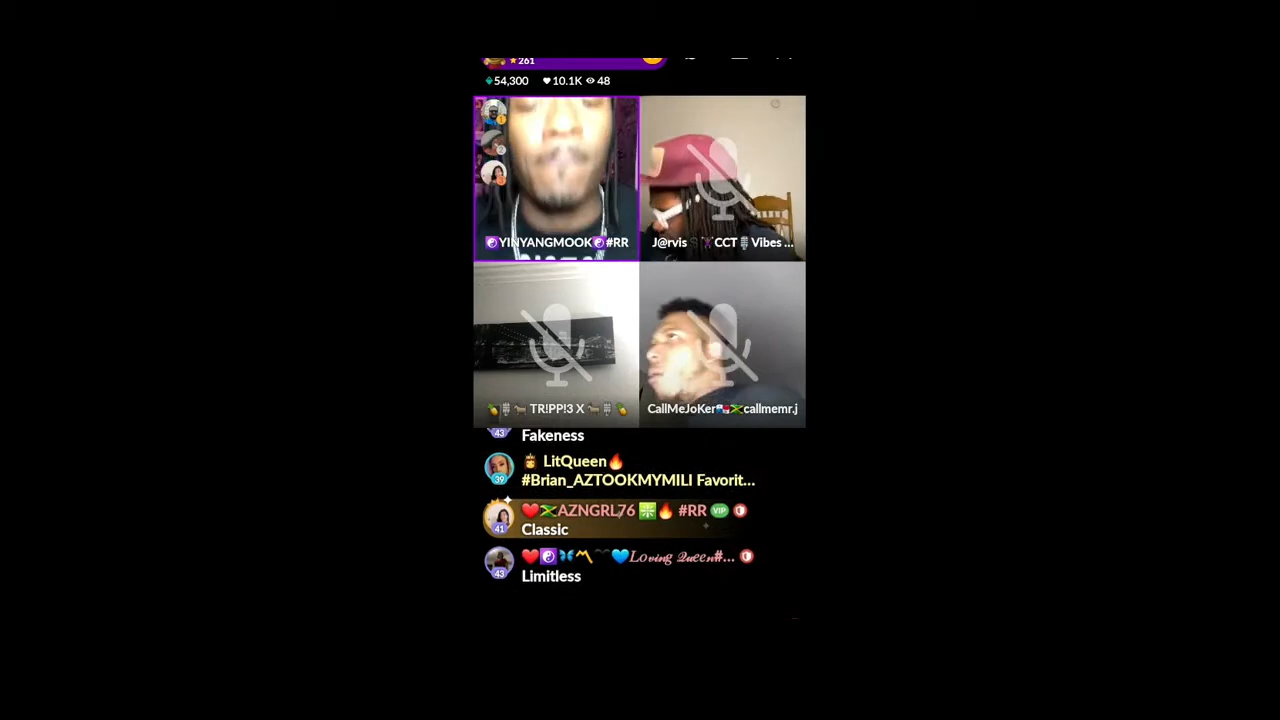 261
54,300 10.1K 48
YINYANGMOOK #RR
J@rvis CCT Vibes ...
TR!PP!3 X
CallMeJoKer callmemr.j
43 Fakeness
LitQueen
39 #Brian_AZTOOKMYMILI Favorit...
AZNGRL76 #RR VIP
41 Classic
Loving Queen#...
43 Limitless